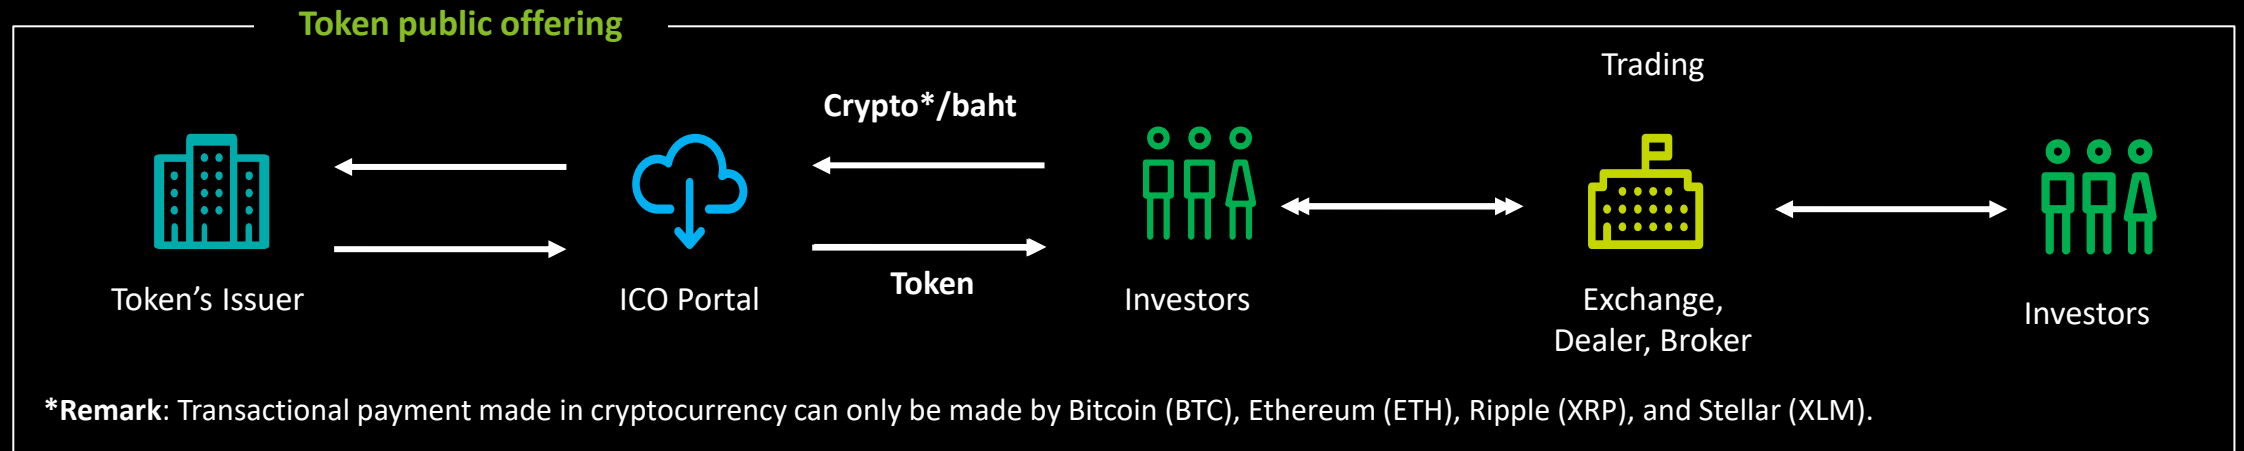 Token public offering
Trading
Crypto*/baht
Token
Token's Issuer
ICO Portal
Investors
Exchange,
Dealer, Broker
Investors
*Remark: Transactional payment made in cryptocurrency can only be made by Bitcoin (BTC), Ethereum (ETH), Ripple (XRP), and Stellar (XLM).